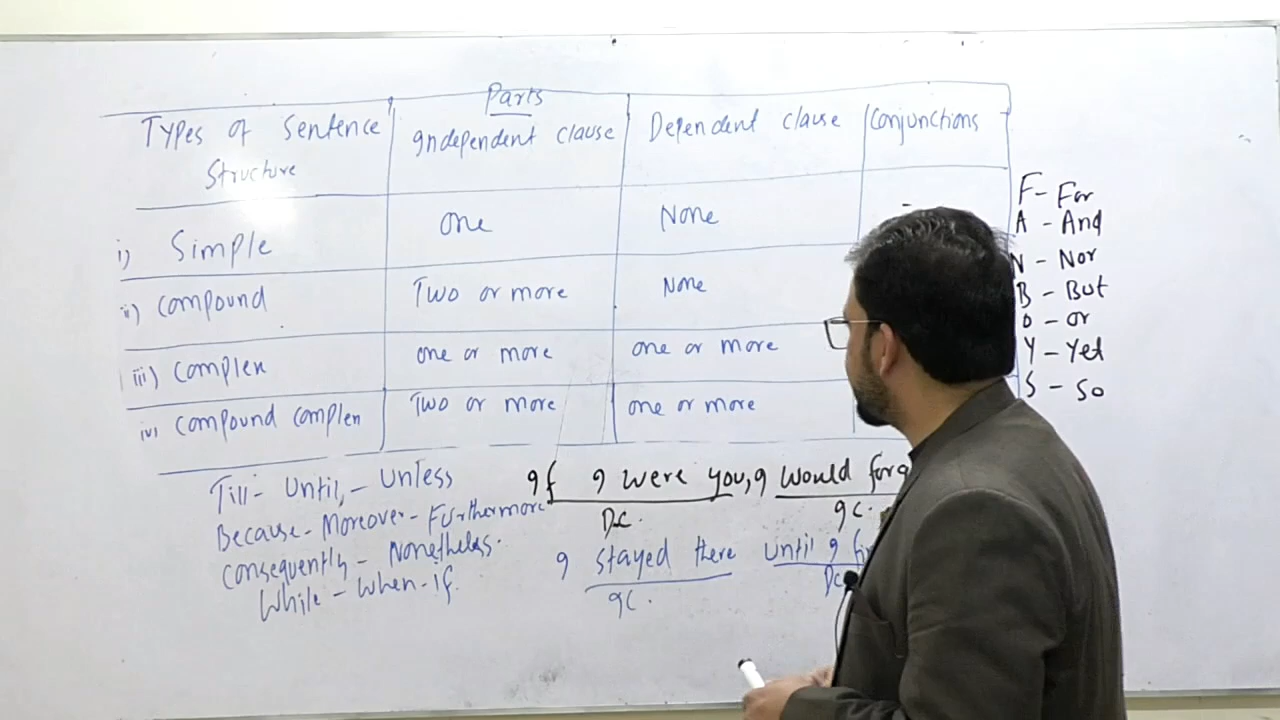 Parts
Types of Sentence Structure
Independent clause
Dependent clause
Conjunctions
i) Simple
one
None
-
ii) compound
Two or more
None
iii) complex
one or more
one or more
iv) compound complex
Two or more
one or more
F- For
A - And
N - Nor
B - But
O - or
Y - Yet
S - So
Till - Until, - Unless
Because - Moreover - Furthermore
Consequently - Nonetheless.
While - When - If.
If I were you, I would
DC.
IC.
I stayed there until I
IC.
DC